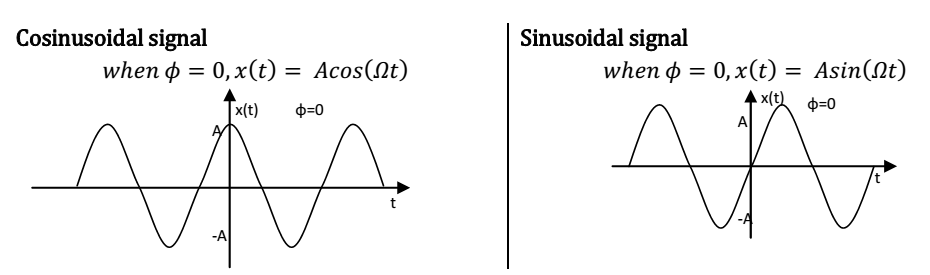 Cosinusoidal signal
when ϕ = 0, x(t) = Acos(Ωt)
x(t) ϕ=0
A
t
-A
Sinusoidal signal
when ϕ = 0, x(t) = Asin(Ωt)
x(t) ϕ=0
A
t
-A